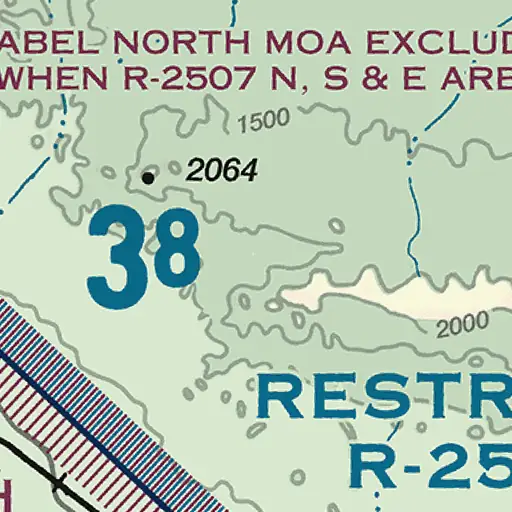 ABEL NORTH MOA EXCLUD
WHEN R-2507 N, S & E ARE
1500
2064
38
2000
RESTR
R-25
H